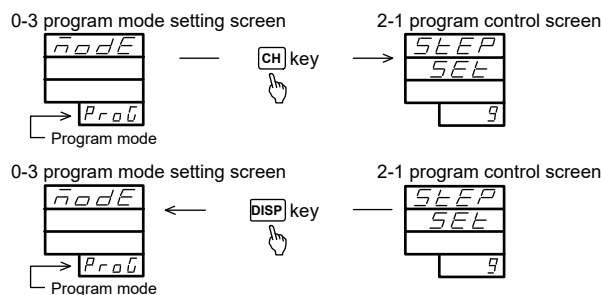 0-3 program mode setting screen 2-1 program control screen
modE StEP
CH key SEt
ProG 9
Program mode
0-3 program mode setting screen 2-1 program control screen
modE StEP
DISP key SEt
ProG 9
Program mode